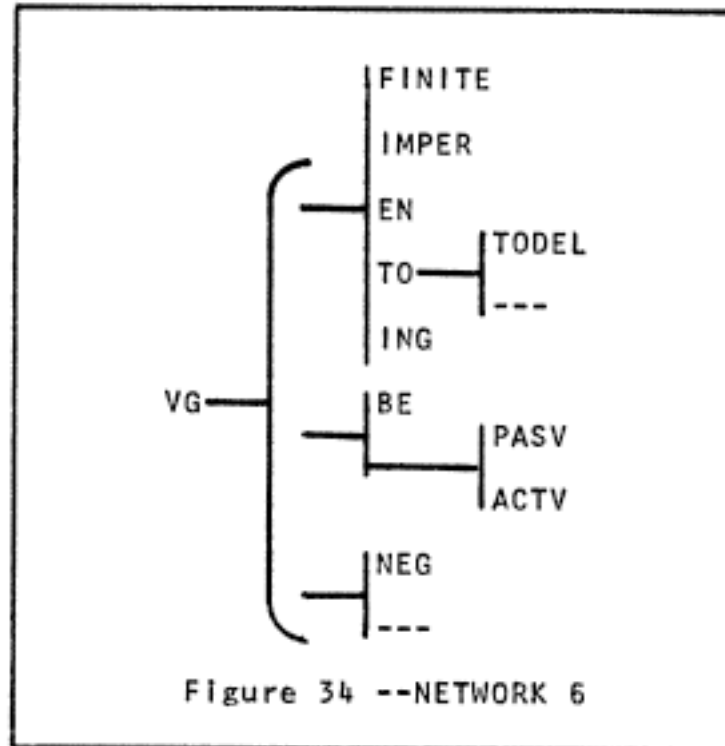 FINITE
IMPER
EN
TO
TODEL
---
ING
VG
BE
PASV
ACTV
NEG
---
Figure 34 --NETWORK 6